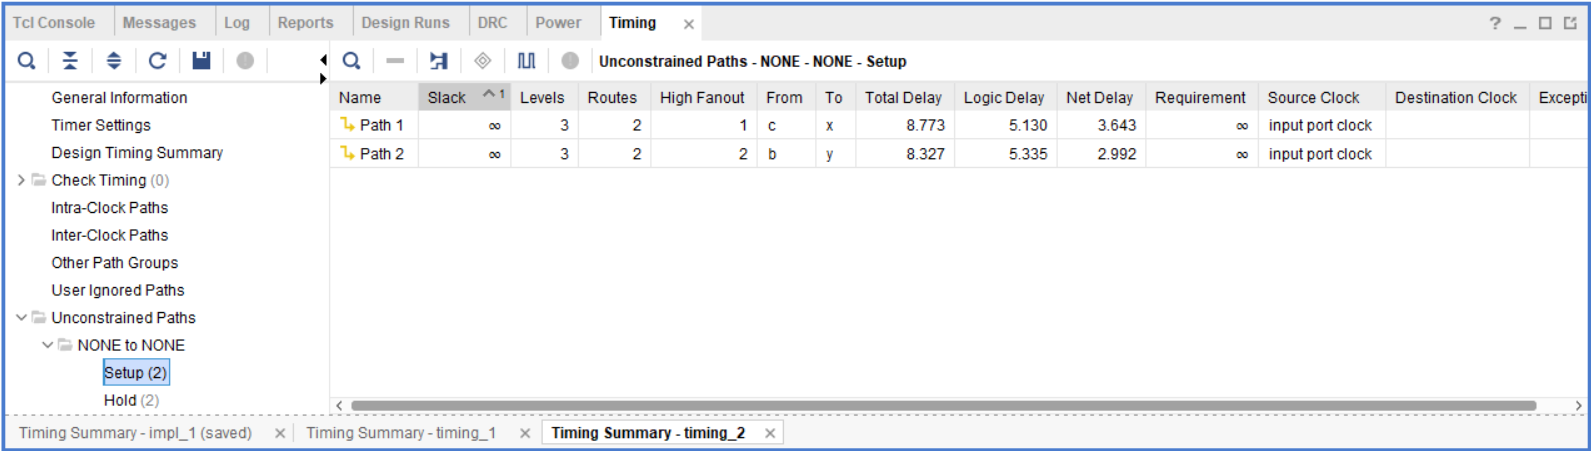 Tcl Console Messages Log Reports Design Runs DRC Power Timing ×
? _
Unconstrained Paths - NONE - NONE - Setup
General Information
Timer Settings
Design Timing Summary
Check Timing (0)
Intra-Clock Paths
Inter-Clock Paths
Other Path Groups
User Ignored Paths
Unconstrained Paths
NONE to NONE
Setup (2)
Hold (2)
Name Slack ^1 Levels Routes High Fanout From To Total Delay Logic Delay Net Delay Requirement Source Clock Destination Clock Excepti
Path 1 ∞ 3 2 1 c x 8.773 5.130 3.643 ∞ input port clock
Path 2 ∞ 3 2 2 b y 8.327 5.335 2.992 ∞ input port clock
Timing Summary - impl_1 (saved) × Timing Summary - timing_1 × Timing Summary - timing_2 ×